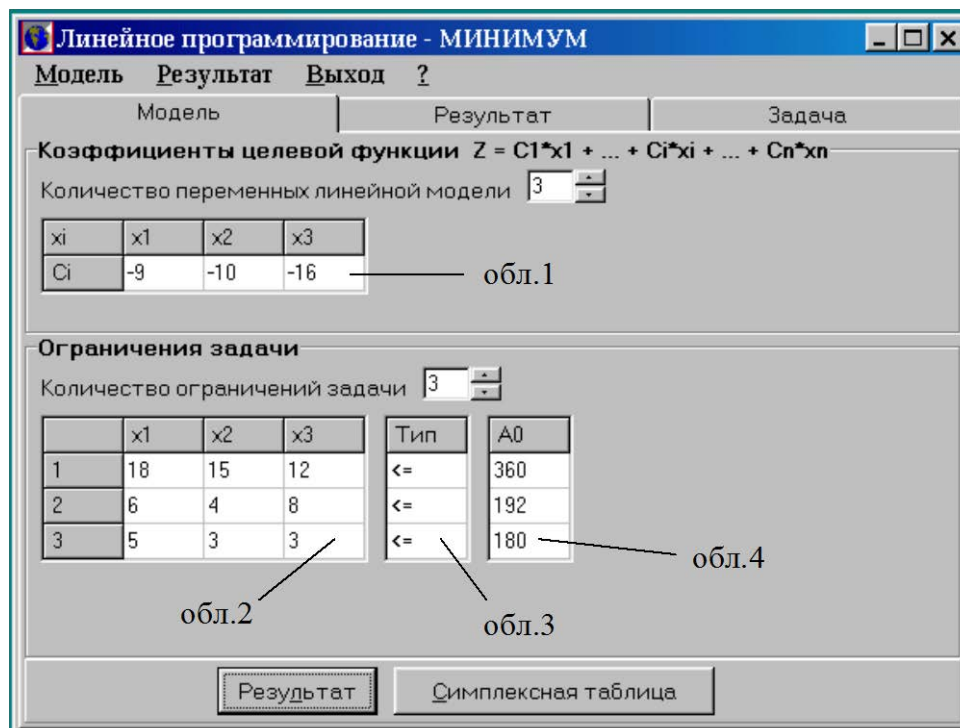 Линейное программирование - МИНИМУМ
Модель Результат Выход ?
Модель Результат Задача
Коэффициенты целевой функции Z = C1*x1 + ... + Ci*xi + ... + Cn*xn
Количество переменных линейной модели 3
xi x1 x2 x3
Ci -9 -10 -16
обл.1
Ограничения задачи
Количество ограничений задачи 3
x1 x2 x3 Тип A0
1 18 15 12 <= 360
2 6 4 8 <= 192
3 5 3 3 <= 180
обл.4
обл.2
обл.3
Результат Симплексная таблица